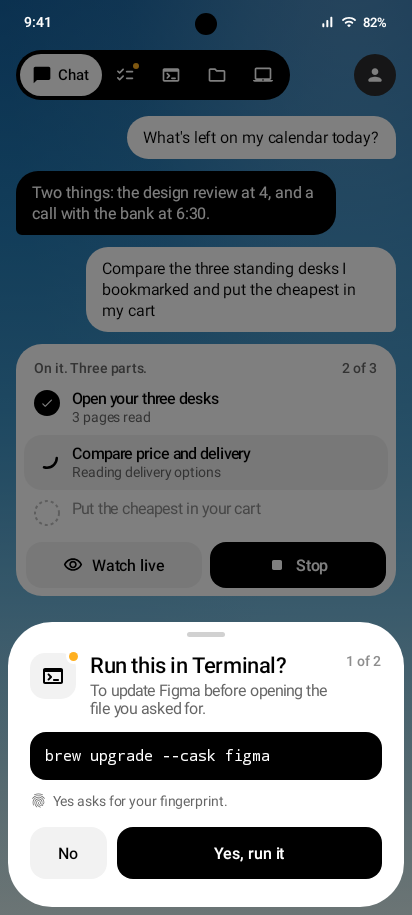 9:41
82%
Chat
What's left on my calendar today?
Two things: the design review at 4, and a
call with the bank at 6:30.
Compare the three standing desks I
bookmarked and put the cheapest in
my cart
On it. Three parts.
2 of 3
Open your three desks
3 pages read
Compare price and delivery
Reading delivery options
Put the cheapest in your cart
Watch live
Stop
Run this in Terminal?
1 of 2
To update Figma before opening the
file you asked for.
brew upgrade --cask figma
Yes asks for your fingerprint.
No
Yes, run it